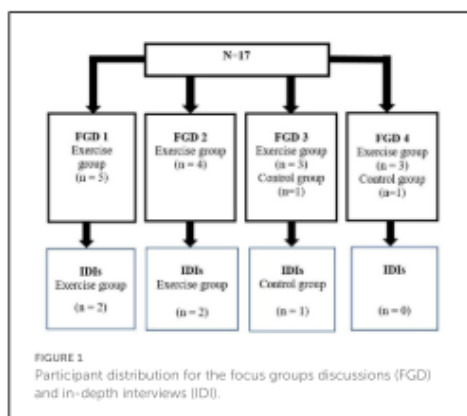 N=17
FGD 1
Exercise
group
(n = 5)
FGD 2
Exercise group
(n = 4)
FGD 3
Exercise group
(n = 3)
Control group
(n=1)
FGD 4
Exercise group
(n = 3)
Control group
(n=1)
IDIs
Exercise group
(n = 2)
IDIs
Exercise group
(n = 2)
IDIs
Control group
(n = 1)
IDIs
(n = 0)
FIGURE 1
Participant distribution for the focus groups discussions (FGD)
and in-depth interviews (IDI).